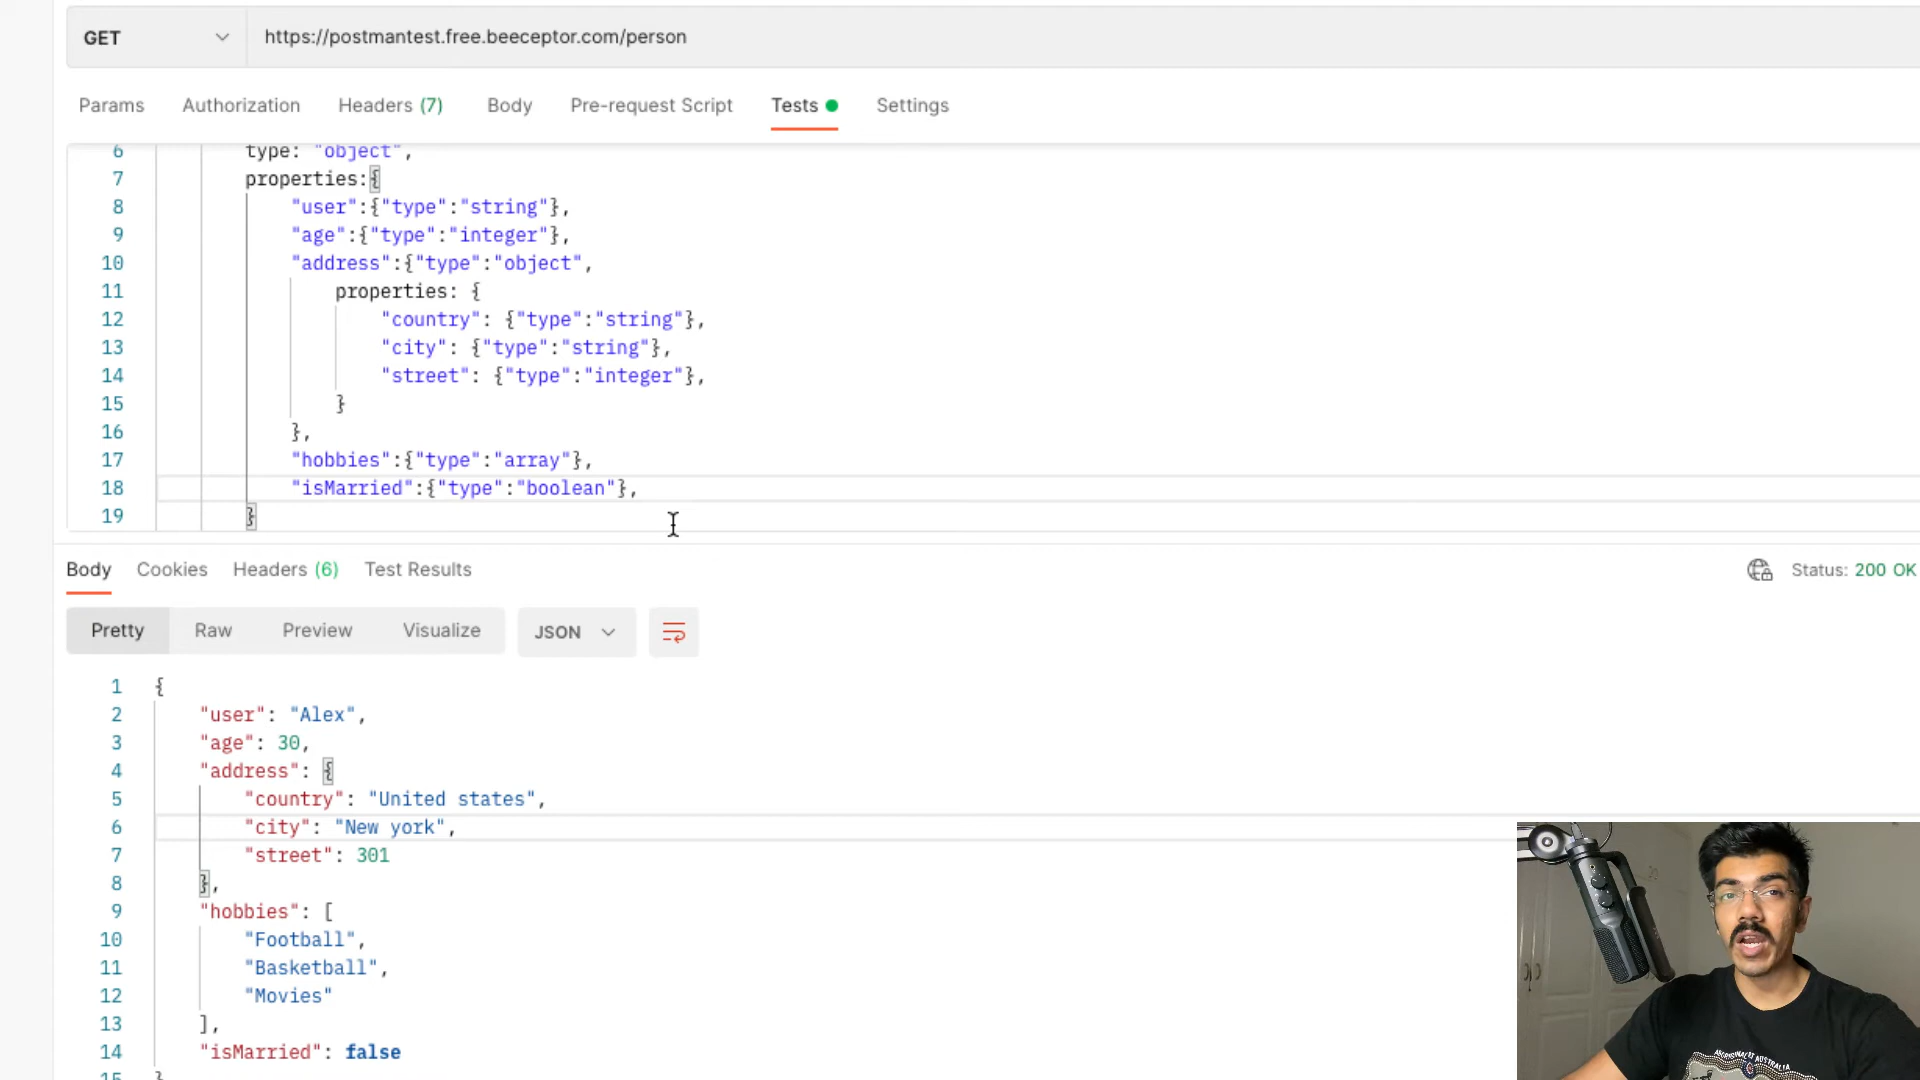 GET
https://postmantest.free.beeceptor.com/person
Params Authorization Headers (7) Body Pre-request Script Tests Settings
6 type: "object",
7 properties:{
8 "user":{"type":"string"},
9 "age":{"type":"integer"},
10 "address":{"type":"object",
11 properties: {
12 "country": {"type":"string"},
13 "city": {"type":"string"},
14 "street": {"type":"integer"},
15 }
16 },
17 "hobbies":{"type":"array"},
18 "isMarried":{"type":"boolean"},
19 }
Body Cookies Headers (6) Test Results Status: 200 OK
Pretty Raw Preview Visualize JSON
1 {
2 "user": "Alex",
3 "age": 30,
4 "address": {
5 "country": "United states",
6 "city": "New york",
7 "street": 301
8 },
9 "hobbies": [
10 "Football",
11 "Basketball",
12 "Movies"
13 ],
14 "isMarried": false
15 }